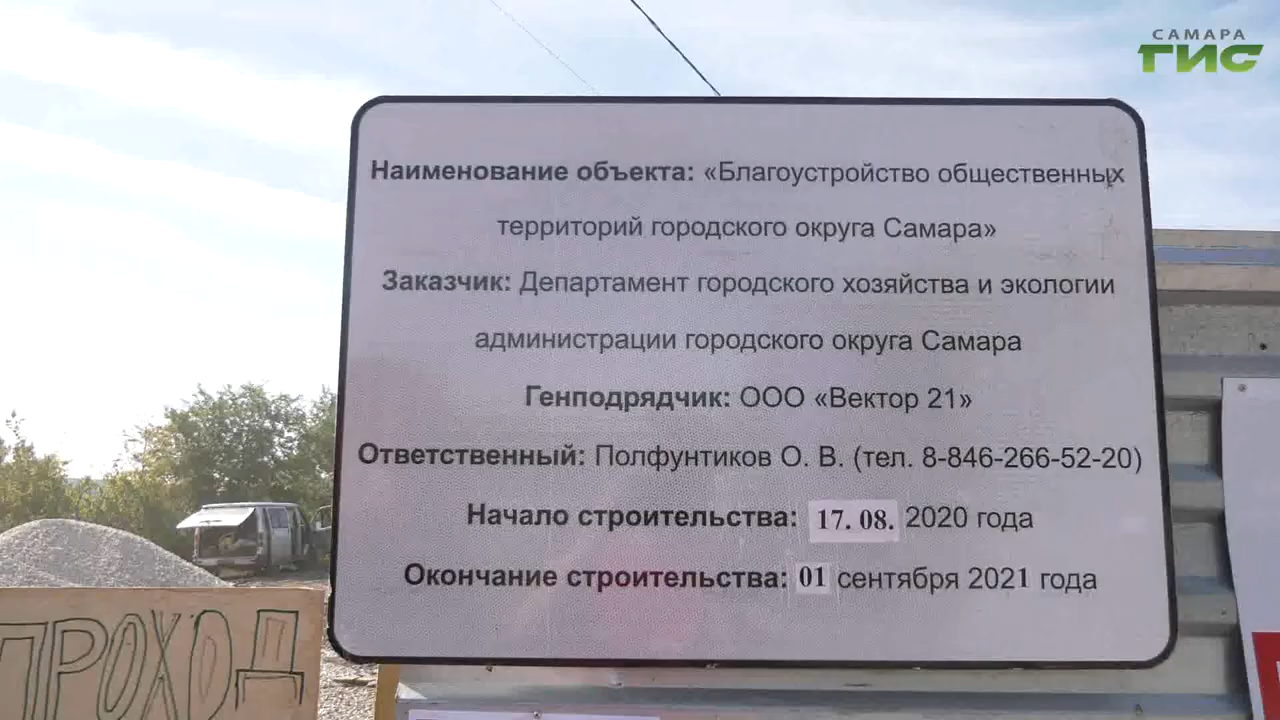 САМАРА
ГИС
Наименование объекта: «Благоустройство общественных
территорий городского округа Самара»
Заказчик: Департамент городского хозяйства и экологии
администрации городского округа Самара
Генподрядчик: ООО «Вектор 21»
Ответственный: Полфунтиков О. В. (тел. 8-846-266-52-20)
Начало строительства: 17. 08. 2020 года
Окончание строительства: 01 сентября 2021 года
ПРОХОД